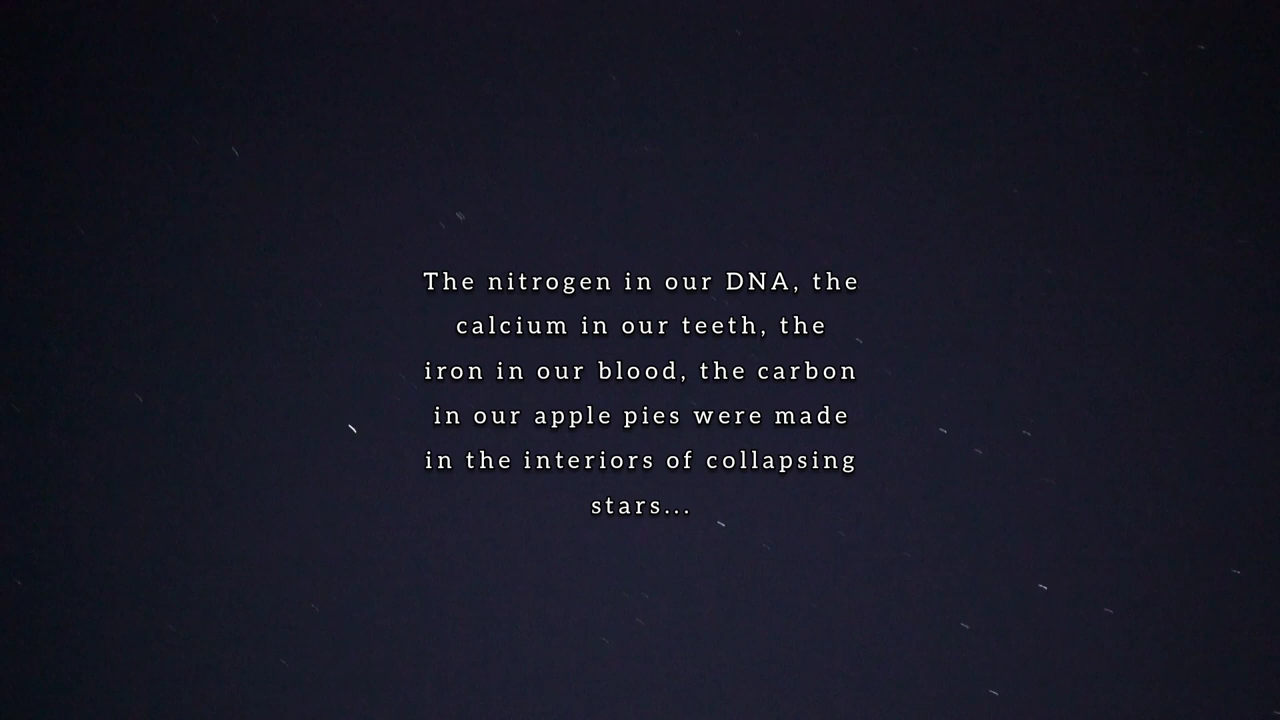 The nitrogen in our DNA, the
calcium in our teeth, the
iron in our blood, the carbon
in our apple pies were made
in the interiors of collapsing
stars...